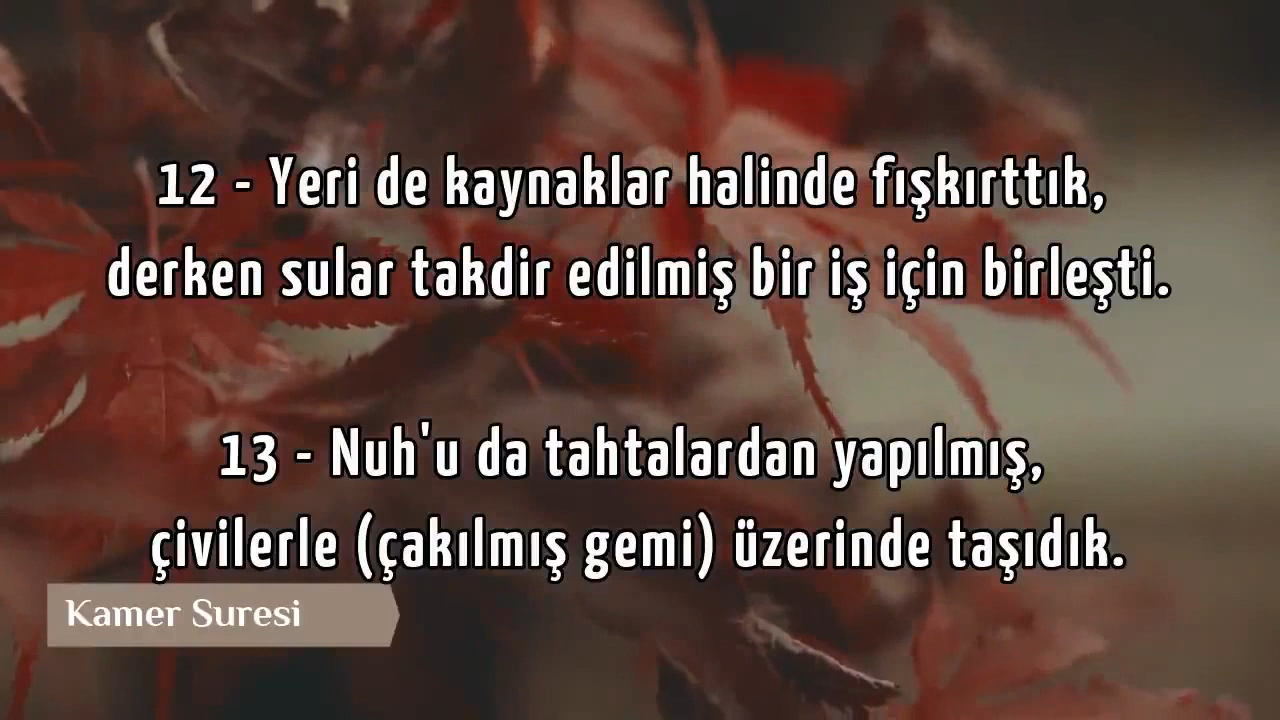 12 - Yeri de kaynaklar halinde fışkırttık,
derken sular takdir edilmiş bir iş için birleşti.
13 - Nuh'u da tahtalardan yapılmış,
çivilerle (çakılmış gemi) üzerinde taşıdık.
Kamer Suresi